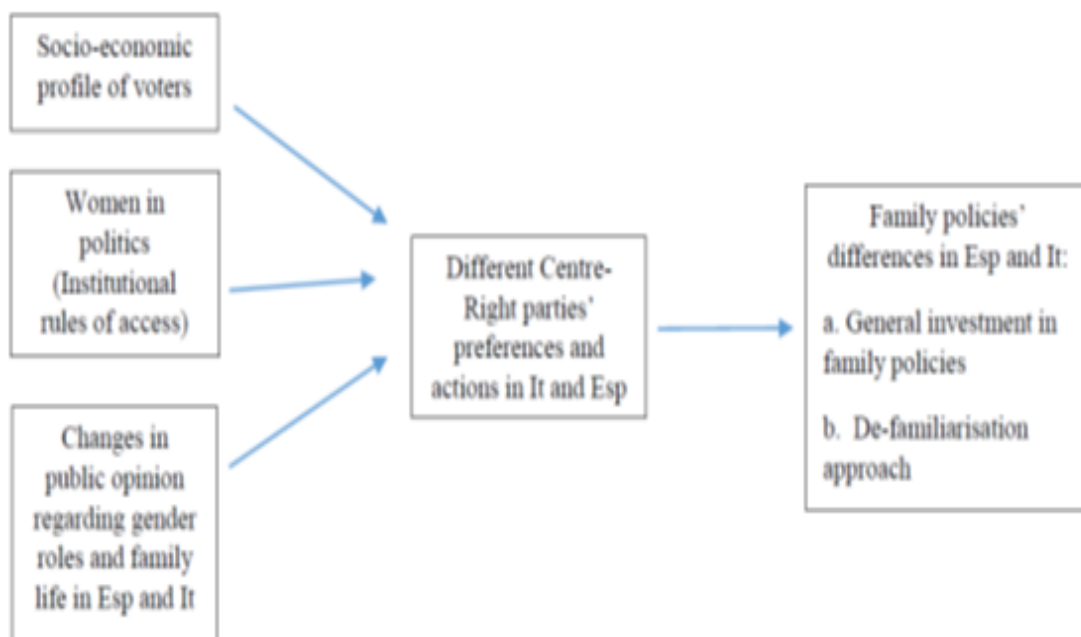 Socio-economic
profile of voters
Women in
politics
(Institutional
rules of access)
Changes in
public opinion
regarding gender
roles and family
life in Esp and It
Different Centre-
Right parties’
preferences and
actions in It and Esp
Family policies’
differences in Esp and It:
a. General investment in
family policies
b. De-familiarisation
approach